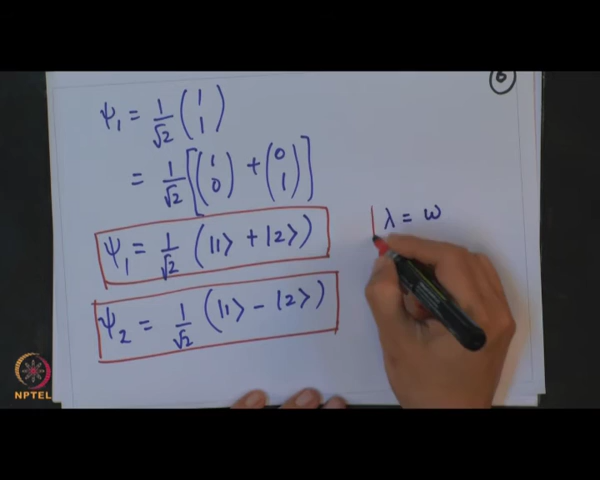 6
ψ₁ = 1/√2 (1 1)
= 1/√2 [(1 0) + (0 1)]
ψ₁ = 1/√2 (|1⟩ + |2⟩)
λ = ω
ψ₂ = 1/√2 (|1⟩ − |2⟩)
NPTEL